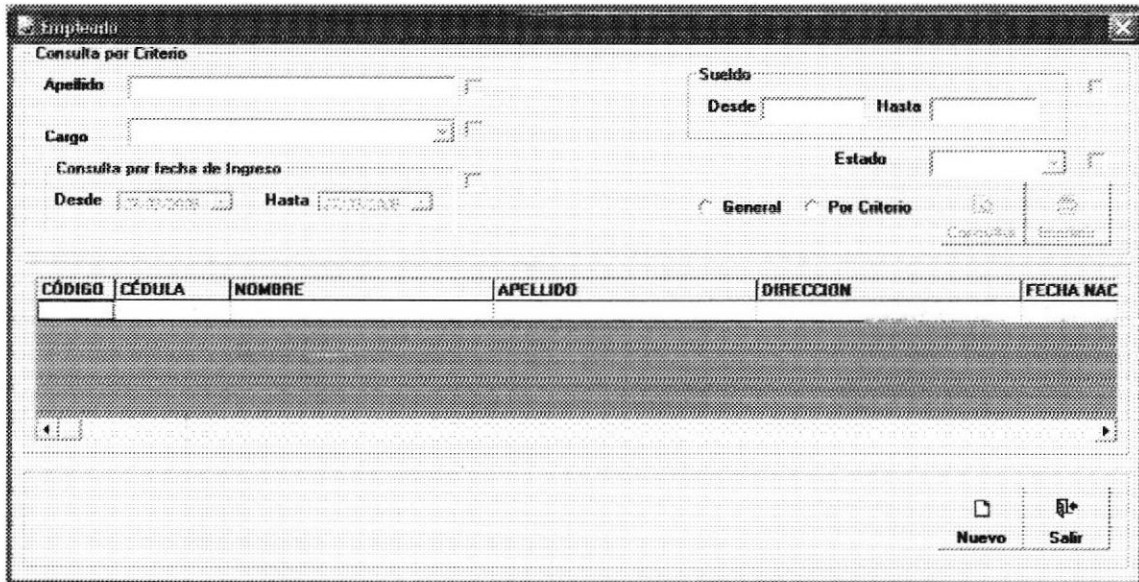 Empleado
Consulta por Criterio
Apellido
Cargo
Consulta por fecha de Ingreso
Desde Hasta
Sueldo
Desde Hasta
Estado
General Por Criterio
Consultar Imprimir
CÓDIGO CÉDULA NOMBRE APELLIDO DIRECCION FECHA NAC
Nuevo Salir